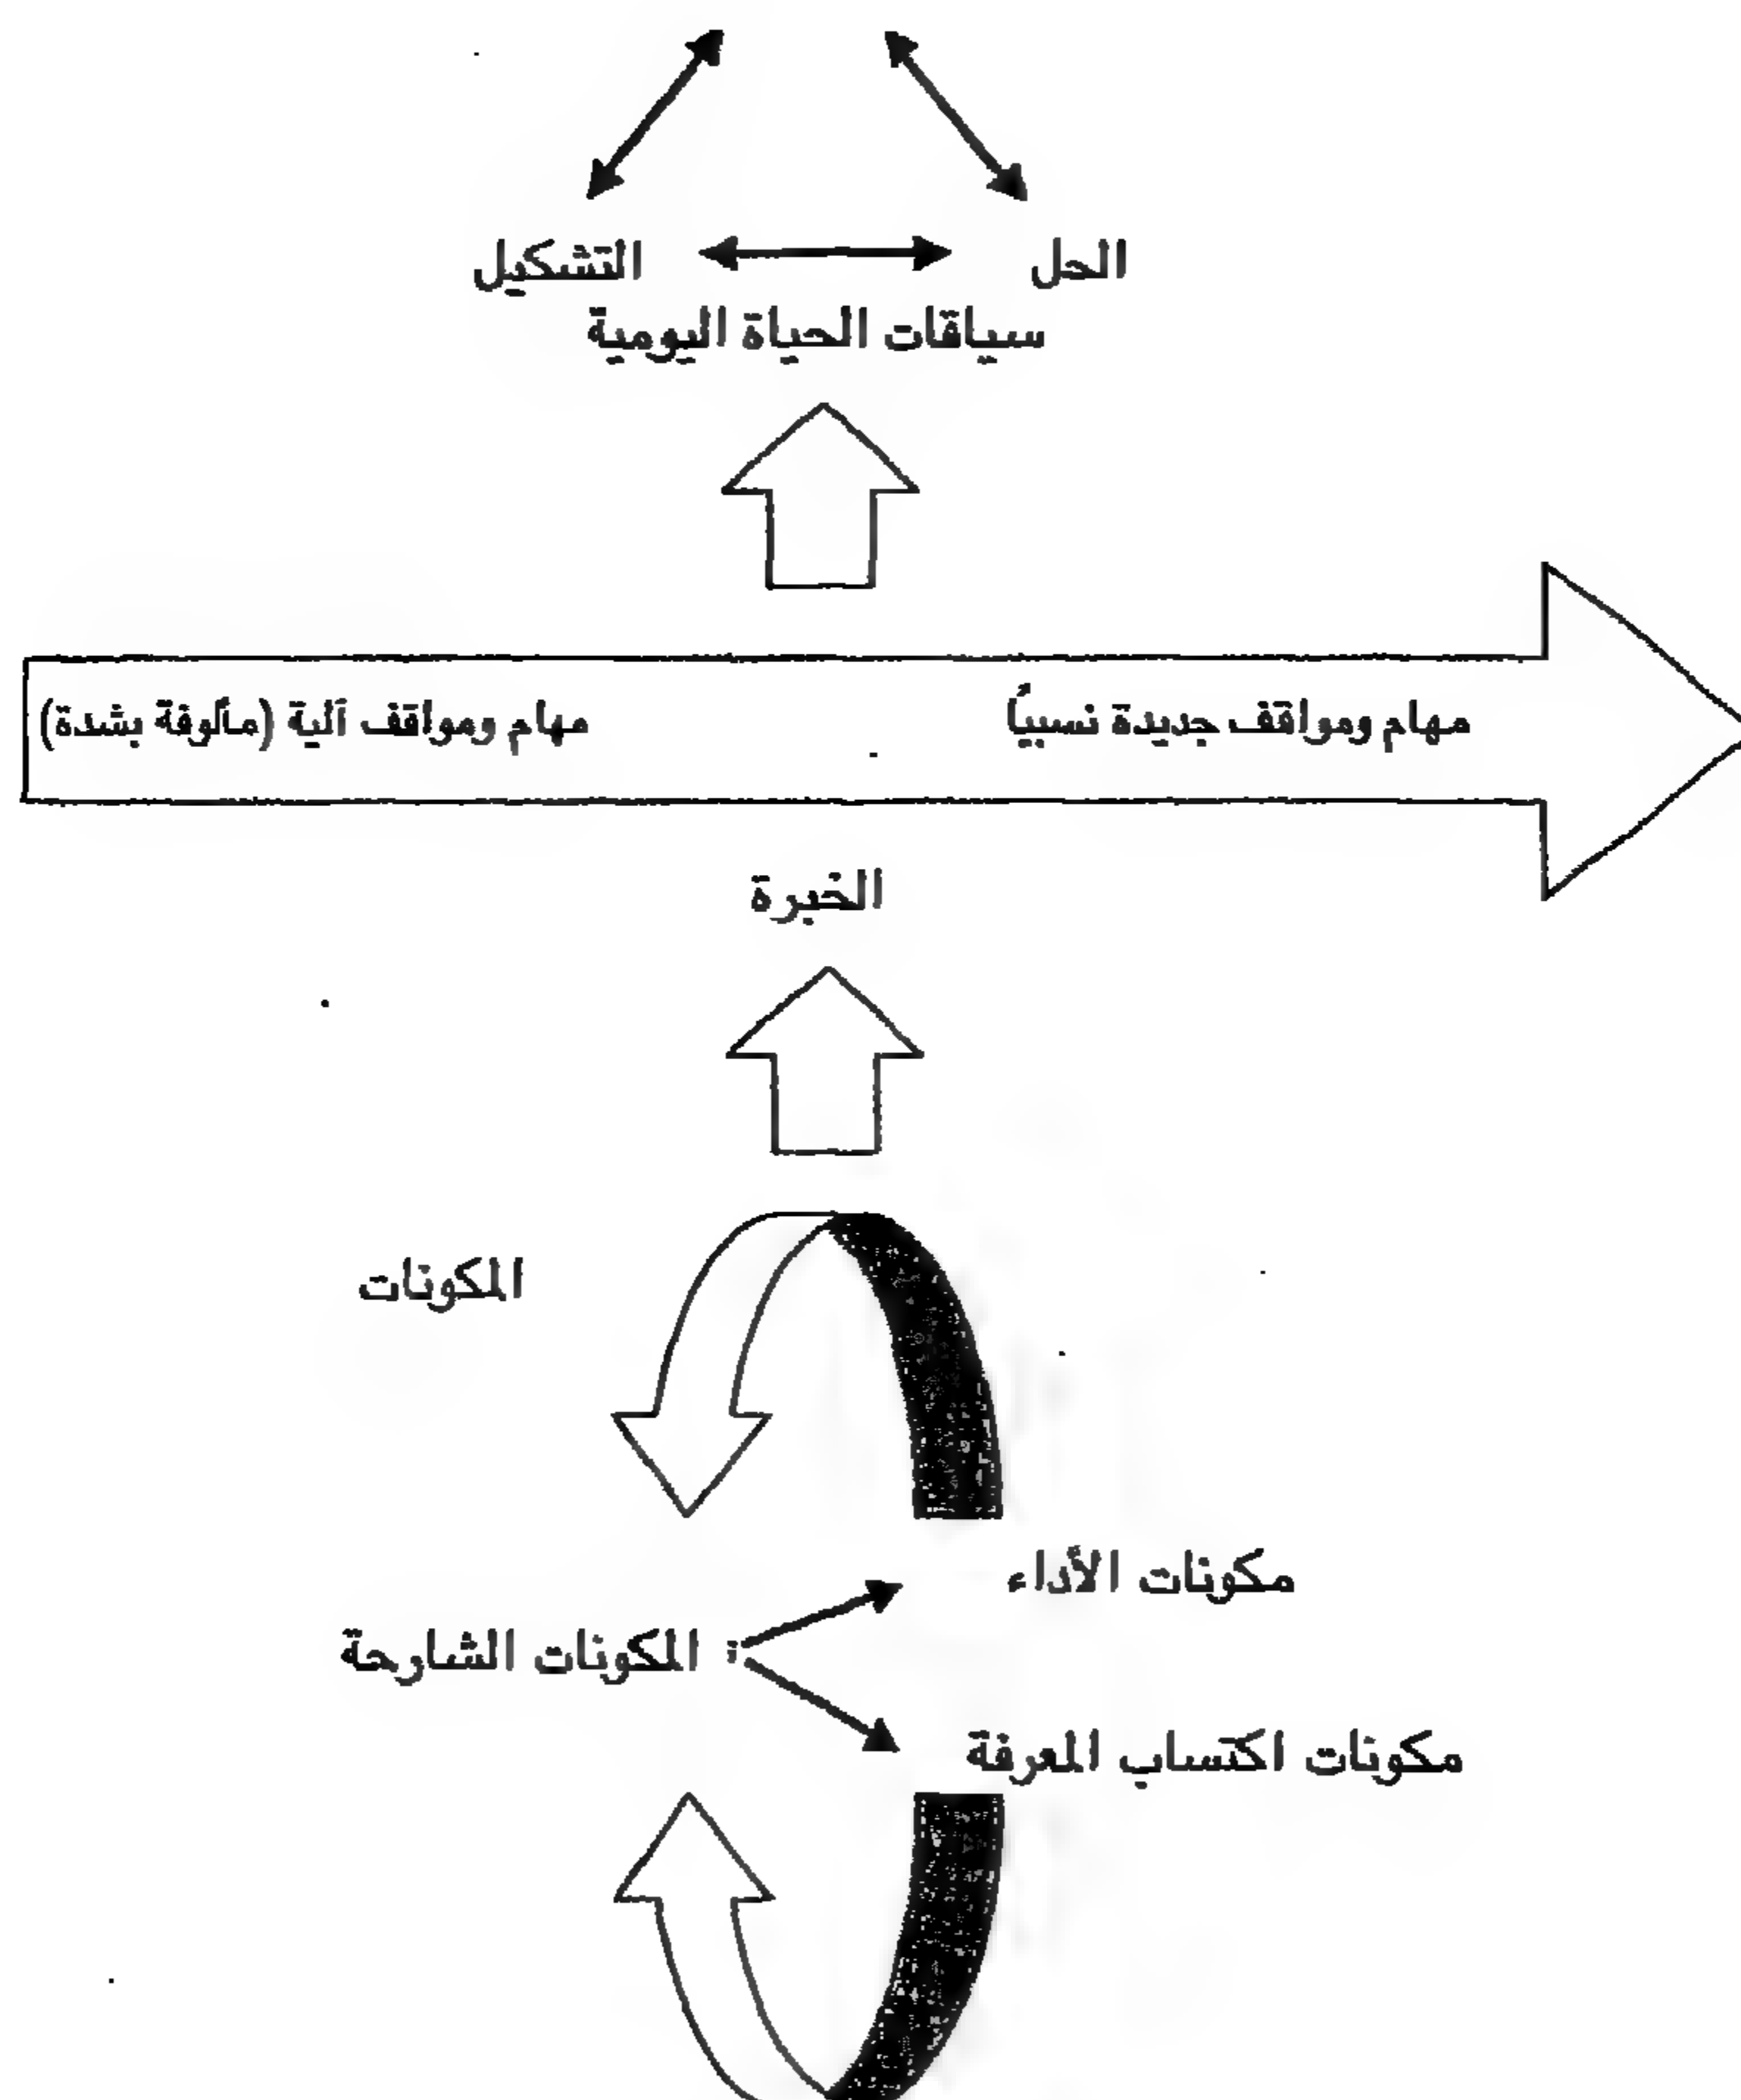 الحل التشكيل
سياقات الحياة اليومية
مهام ومواقف جديدة نسبيًا مهام ومواقف آلية (مألوفة بشدة)
الخبرة
المكونات
مكونات الأداء
المكونات الشارحة
مكونات اكتساب المعرفة